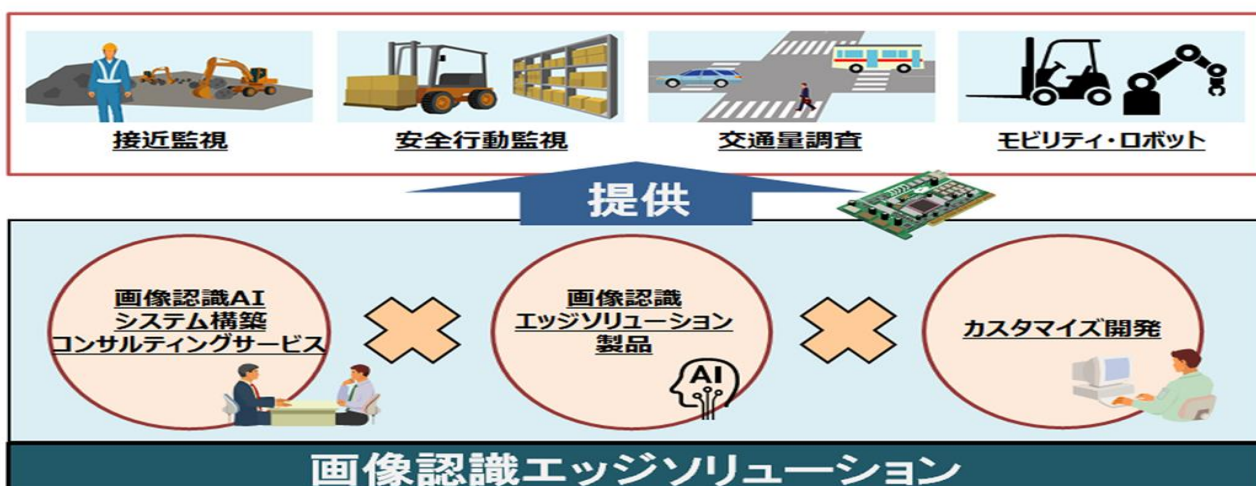 接近監視
安全行動監視
交通量調査
モビリティ・ロボット
提供
画像認識AI
システム構築
コンサルティングサービス
画像認識
エッジソリューション
製品
AI
カスタマイズ開発
画像認識エッジソリューション